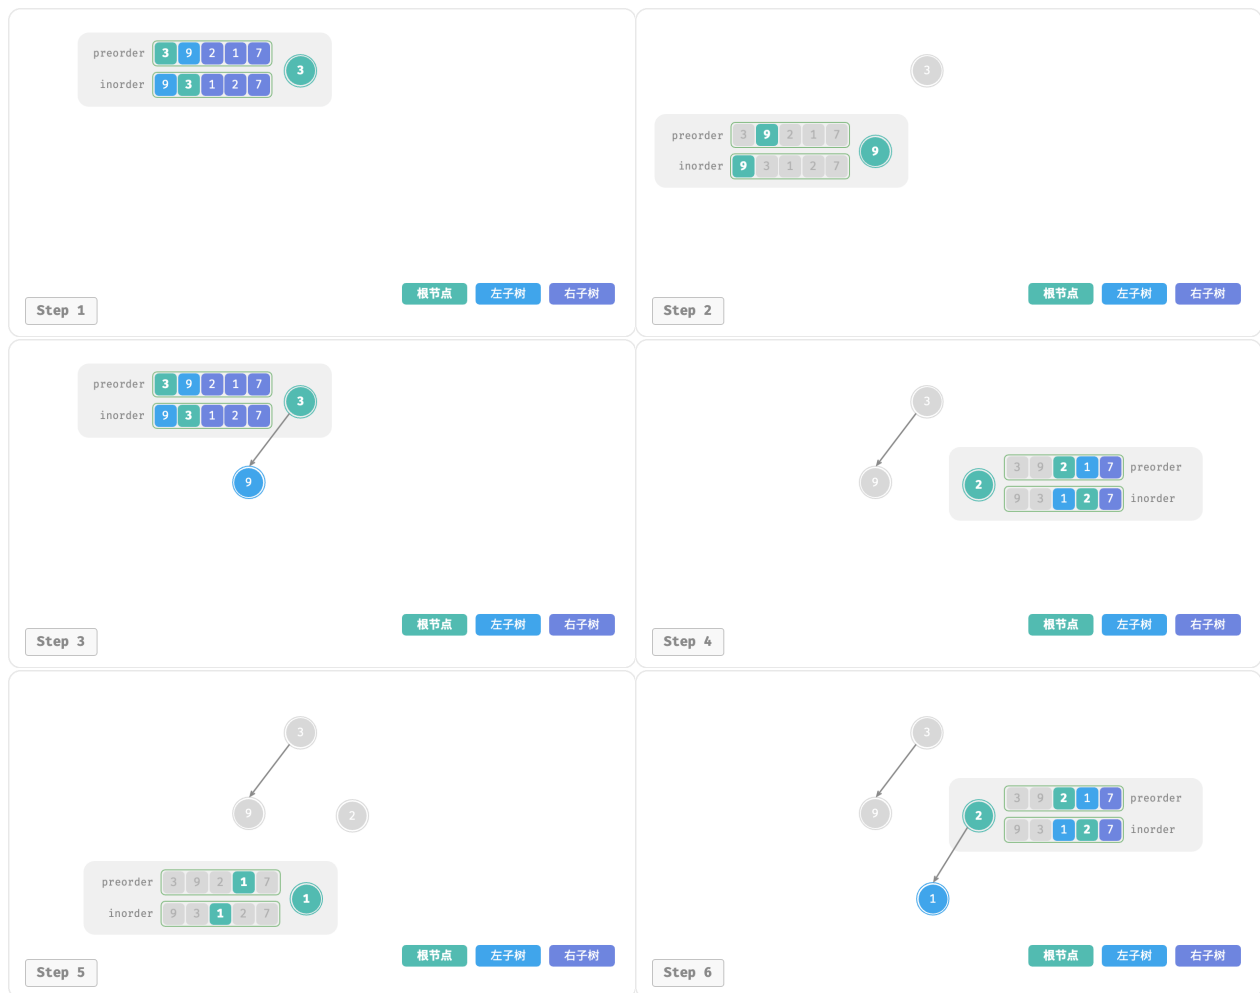 preorder 3 9 2 1 7
inorder 9 3 1 2 7
3
根节点 左子树 右子树
Step 1
3
preorder 3 9 2 1 7
inorder 9 3 1 2 7
9
根节点 左子树 右子树
Step 2
preorder 3 9 2 1 7
inorder 9 3 1 2 7
3
9
根节点 左子树 右子树
Step 3
3
9
2
3 9 2 1 7 preorder
9 3 1 2 7 inorder
根节点 左子树 右子树
Step 4
3
9 2
preorder 3 9 2 1 7
inorder 9 3 1 2 7
1
根节点 左子树 右子树
Step 5
3
9
2
3 9 2 1 7 preorder
9 3 1 2 7 inorder
1
根节点 左子树 右子树
Step 6